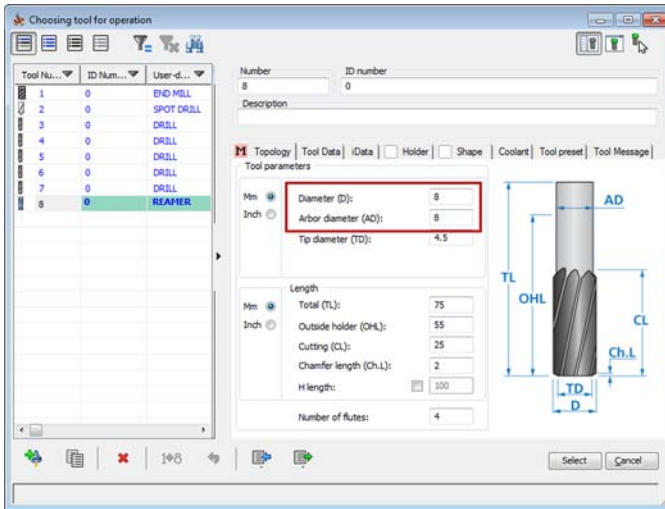 Choosing tool for operation
Tool Nu... ID Num... User-d...
1 0 END MILL
2 0 SPOT DRILL
3 0 DRILL
4 0 DRILL
5 0 DRILL
6 0 DRILL
7 0 DRILL
8 0 REAMER
Number ID number
8 0
Description
M Topology Tool Data iData Holder Shape Coolant Tool preset Tool Message
Tool parameters
Mm Diameter (D): 8
Inch Arbor diameter (AD): 8
Tip diameter (TD): 4.5
Length
Mm Total (TL): 75
Inch Outside holder (OHL): 55
Cutting (CL): 25
Chamfer length (Ch.L): 2
H length: 100
Number of flutes: 4
AD
TL
OHL
CL
Ch.L
TD
D
1 8
Select Cancel